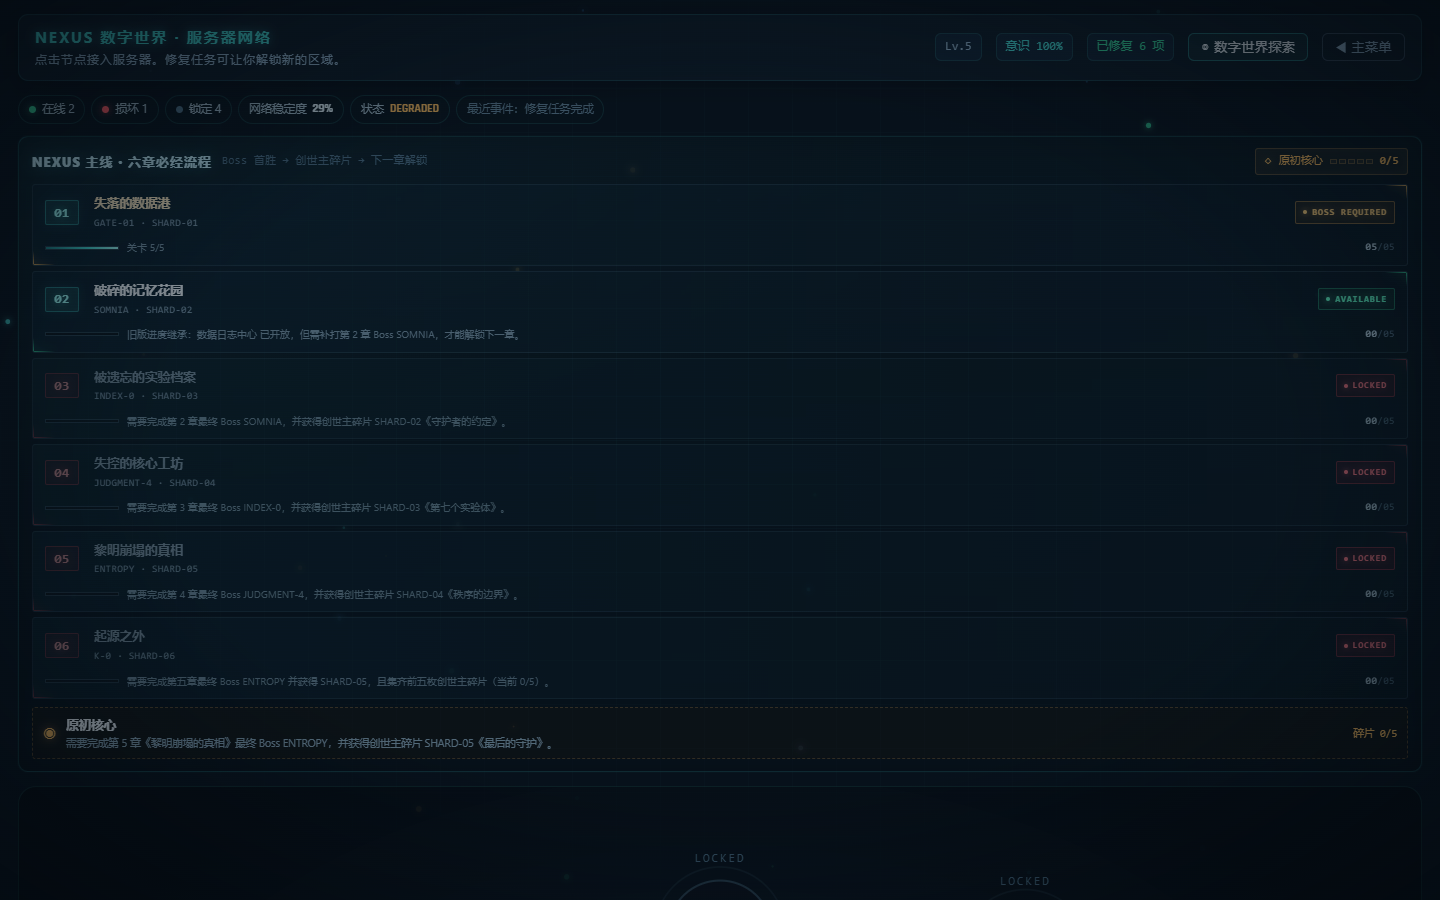 NEXUS 数字世界 · 服务器网络
点击节点接入服务器。修复任务可让你解锁新的区域。
Lv.5
意识 100%
已修复 6 项
数字世界探索
◀ 主菜单
在线 2
损坏 1
锁定 4
网络稳定度 29%
状态 DEGRADED
最近事件：修复任务完成
NEXUS 主线 · 六章必经流程
Boss 首胜 → 创世主碎片 → 下一章解锁
◇ 原初核心 ▭▭▭▭▭ 0/5
01
失落的数据港
GATE-01 · SHARD-01
BOSS REQUIRED
关卡 5/5
05/05
02
破碎的记忆花园
SOMNIA · SHARD-02
AVAILABLE
旧版进度继承：数据日志中心 已开放，但需补打第 2 章 Boss SOMNIA，才能解锁下一章。
00/05
03
被遗忘的实验档案
INDEX-0 · SHARD-03
LOCKED
需要完成第 2 章最终 Boss SOMNIA，并获得创世主碎片 SHARD-02《守护者的约定》。
00/05
04
失控的核心工坊
JUDGMENT-4 · SHARD-04
LOCKED
需要完成第 3 章最终 Boss INDEX-0，并获得创世主碎片 SHARD-03《第七个实验体》。
00/05
05
黎明崩塌的真相
ENTROPY · SHARD-05
LOCKED
需要完成第 4 章最终 Boss JUDGMENT-4，并获得创世主碎片 SHARD-04《秩序的边界》。
00/05
06
起源之外
K-0 · SHARD-06
LOCKED
需要完成第五章最终 Boss ENTROPY 并获得 SHARD-05，且集齐前五枚创世主碎片（当前 0/5）。
00/05
◉ 原初核心
需要完成第 5 章《黎明崩塌的真相》最终 Boss ENTROPY，并获得创世主碎片 SHARD-05《最后的守护》。
碎片 0/5
LOCKED
LOCKED